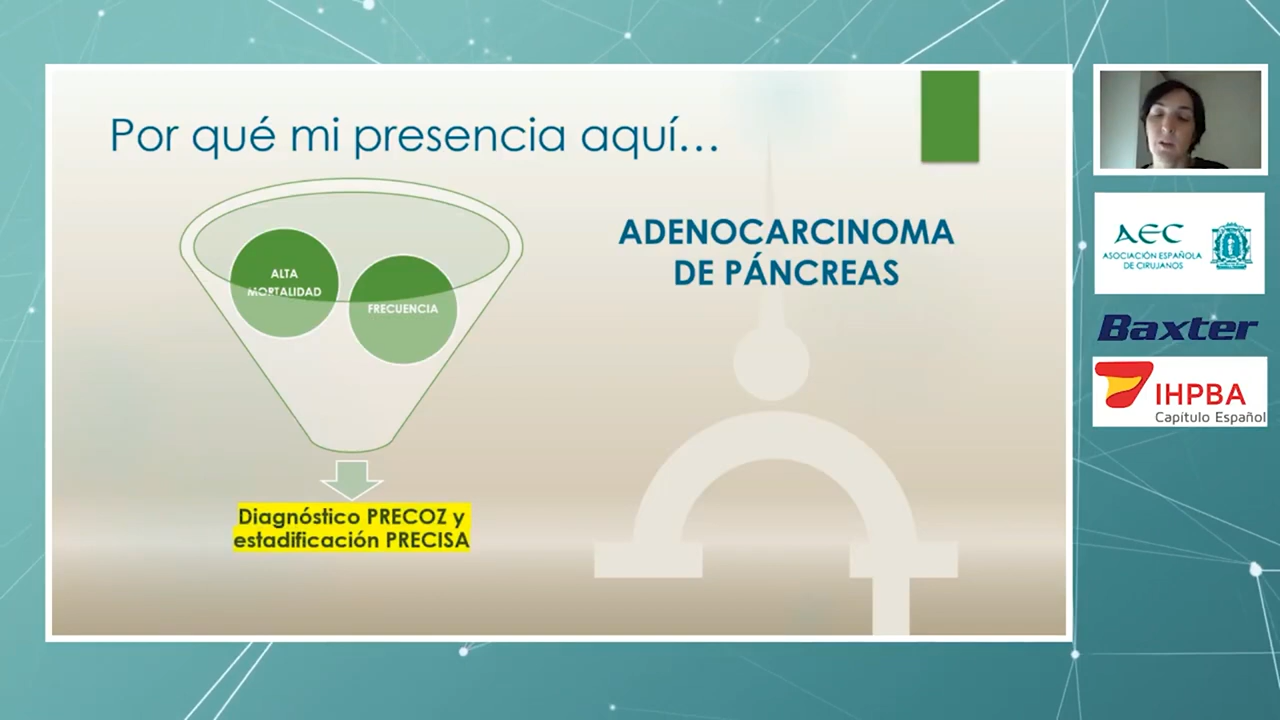 Por qué mi presencia aquí...
ALTA
MORTALIDAD
FRECUENCIA
Diagnóstico PRECOZ y
estadificación PRECISA
ADENOCARCINOMA
DE PÁNCREAS
AEC
ASOCIACIÓN ESPAÑOLA
DE CIRUJANOS
Baxter
IHPBA
Capítulo Español